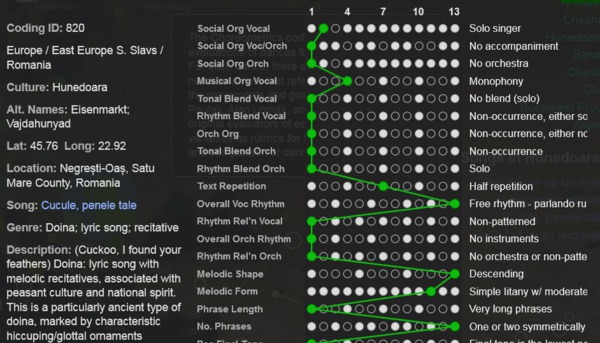 1 4 7 10 13
Coding ID: 820
Europe / East Europe S. Slavs /
Romania
Culture: Hunedoara
Alt. Names: Eisenmarkt;
Vajdahunyad
Lat: 45.76 Long: 22.92
Location: Negrești-Oaș, Satu
Mare County, Romania
Song: Cucule, penele tale
Genre: Doina; lyric song; recitative
Description: (Cuckoo, I found your
feathers) Doina: lyric song with
melodic recitatives, associated with
peasant culture and national spirit.
This is a particularly ancient type of
doina, marked by characteristic
hiccuping/glottal ornaments
Social Org Vocal Solo singer
Social Org Voc/Orch No accompaniment
Social Org Orch No orchestra
Musical Org Vocal Monophony
Tonal Blend Vocal No blend (solo)
Rhythm Blend Vocal Non-occurrence, either so
Orch Org Non-occurrence, either nc
Tonal Blend Orch Non-occurrence
Rhythm Blend Orch Solo
Text Repetition Half repetition
Overall Voc Rhythm Free rhythm - parlando ru
Rhythm Rel'n Vocal Non-patterned
Overall Orch Rhythm No instruments
Rhythm Rel'n Orch No orchestra or non-patte
Melodic Shape Descending
Melodic Form Simple litany w/ moderate
Phrase Length Very long phrases
No. Phrases One or two symmetrically